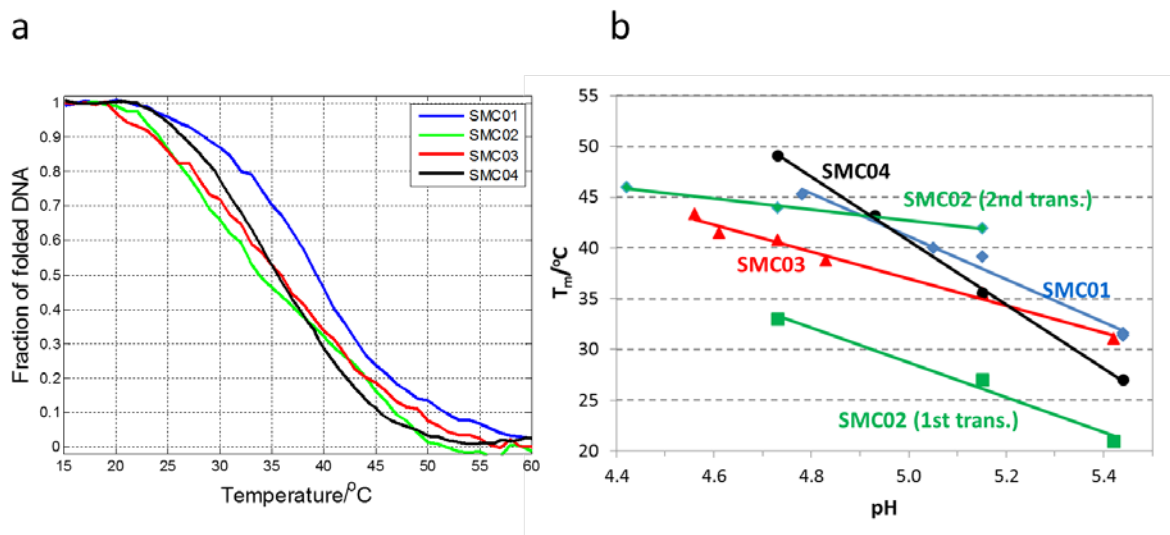 a
b
1
0.9
0.8
0.7
0.6
0.5
0.4
0.3
0.2
0.1
0
Fraction of folded DNA
15 20 25 30 35 40 45 50 55 60
Temperature/°C
SMC01
SMC02
SMC03
SMC04
55
50
45
40
35
30
25
20
Tm/°C
4.4 4.6 4.8 5.0 5.2 5.4
pH
SMC04
SMC02 (2nd trans.)
SMC03
SMC01
SMC02 (1st trans.)